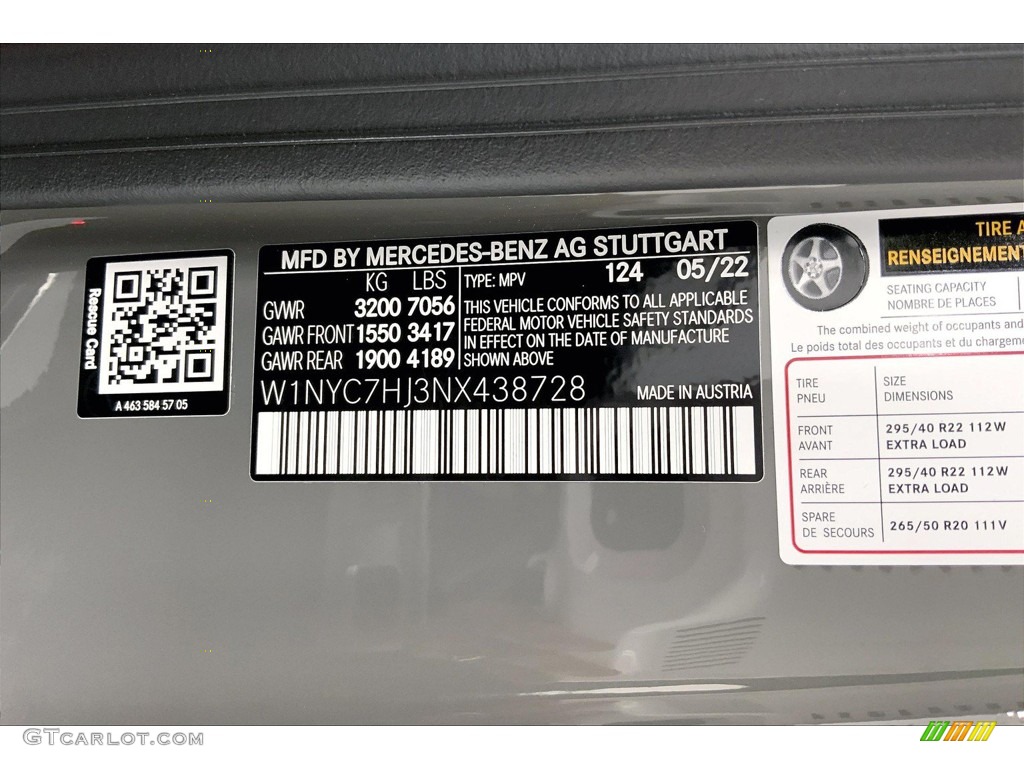 Rescue Card
A 463 584 57 05
MFD BY MERCEDES-BENZ AG STUTTGART
KG LBS
GVWR 3200 7056
GAWR FRONT 1550 3417
GAWR REAR 1900 4189
TYPE: MPV 124 05/22
THIS VEHICLE CONFORMS TO ALL APPLICABLE
FEDERAL MOTOR VEHICLE SAFETY STANDARDS
IN EFFECT ON THE DATE OF MANUFACTURE
SHOWN ABOVE
W1NYC7HJ3NX438728 MADE IN AUSTRIA
TIRE
RENSEIGNEMENT
SEATING CAPACITY
NOMBRE DE PLACES
The combined weight of occupants and
Le poids total des occupants et du
TIRE SIZE
PNEU DIMENSIONS
FRONT 295/40 R22 112W
AVANT EXTRA LOAD
REAR 295/40 R22 112W
ARRIÈRE EXTRA LOAD
SPARE
DE SECOURS 265/50 R20 111V
GTcarlot.com